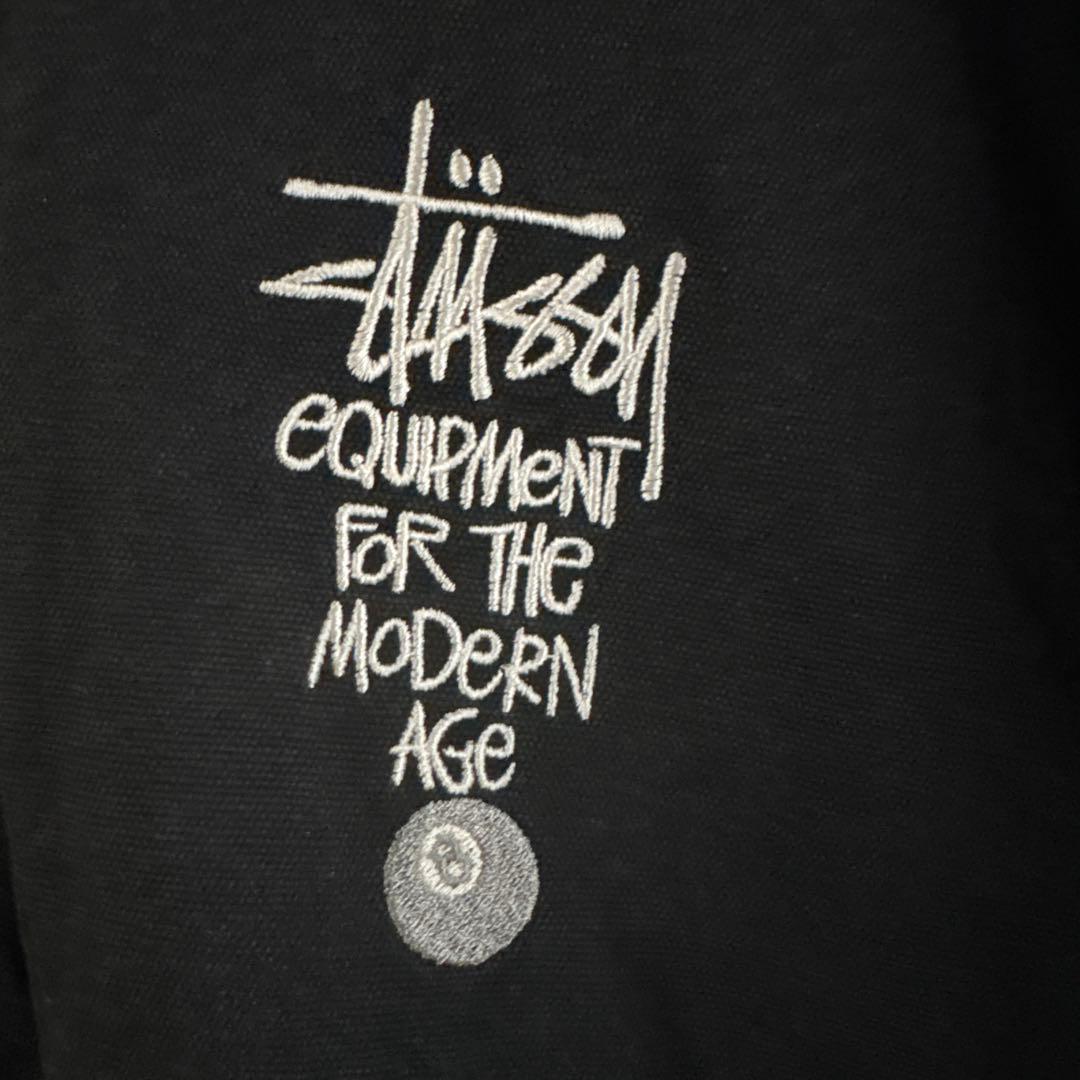 Stüssy
EQUIPMeNT
FoR THe
MoDeRN
AGe
8